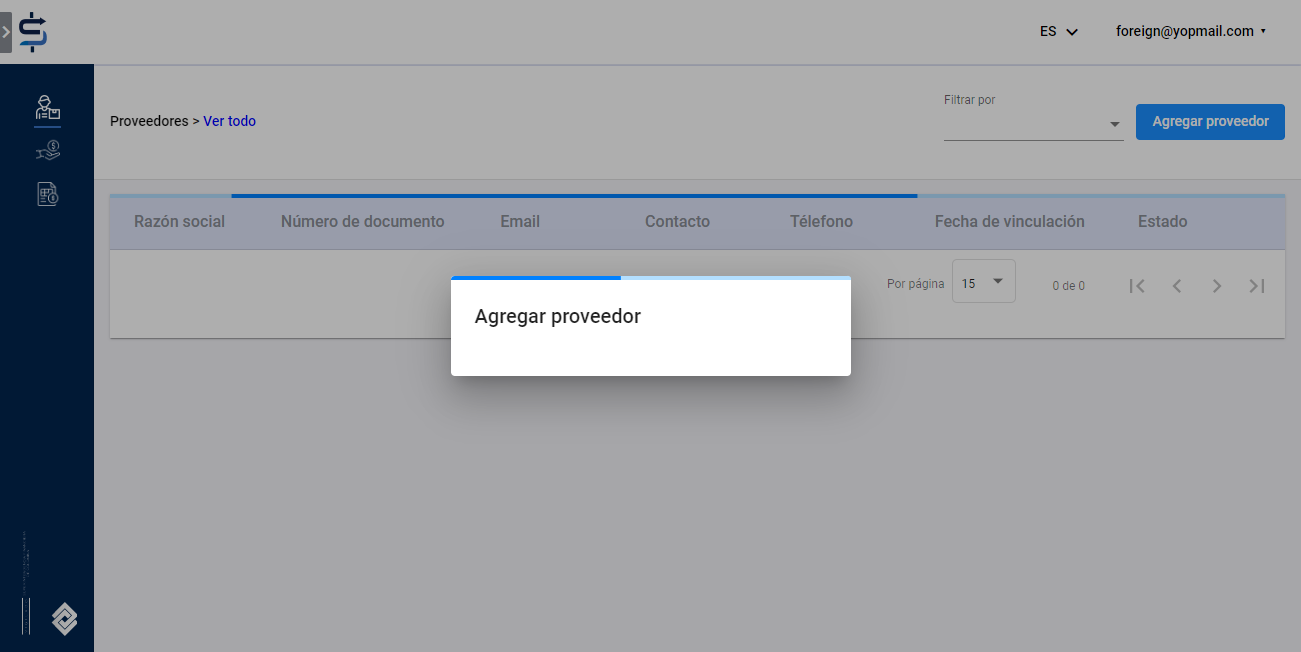 ES
foreign@yopmail.com
Proveedores > Ver todo
Filtrar por
Agregar proveedor
Razón social Número de documento Email Contacto Télefono Fecha de vinculación Estado
Por página 15 0 de 0
Agregar proveedor